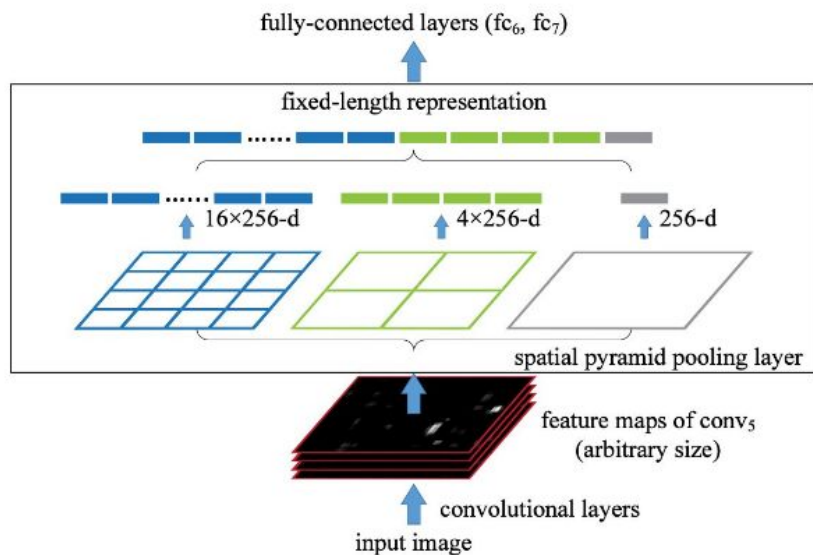 fully-connected layers (fc6, fc7)
fixed-length representation
16×256-d
4×256-d
256-d
spatial pyramid pooling layer
feature maps of conv5
(arbitrary size)
convolutional layers
input image